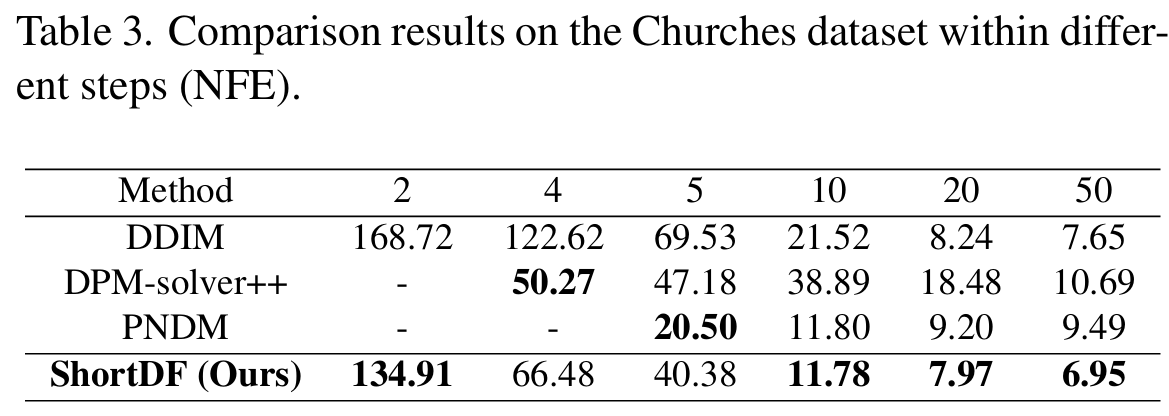 Table 3. Comparison results on the Churches dataset within differ-
ent steps (NFE).
Method 2 4 5 10 20 50
DDIM 168.72 122.62 69.53 21.52 8.24 7.65
DPM-solver++ - 50.27 47.18 38.89 18.48 10.69
PNDM - - 20.50 11.80 9.20 9.49
ShortDF (Ours) 134.91 66.48 40.38 11.78 7.97 6.95